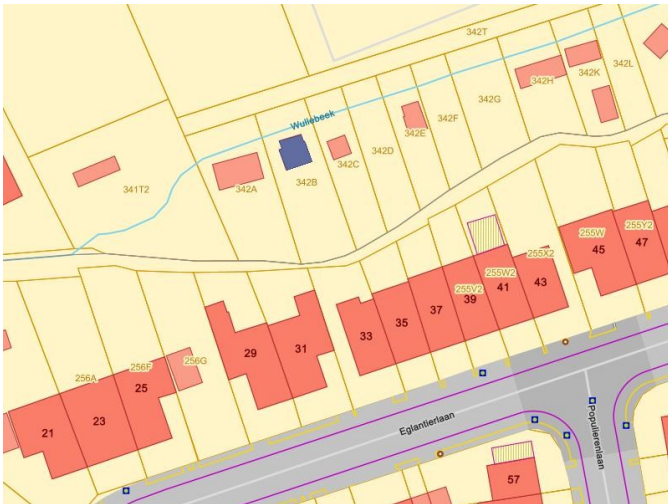 342T
342L
342K
342H
342G
Wullebeek
342F
342E
342D
342C
342B
342A
341T2
255Y2
255W
47
45
255X2
255W2
255V2
43
41
39
37
35
33
31
29
256G
256F
256A
25
23
21
Eglantierlaan
Populierenlaan
57